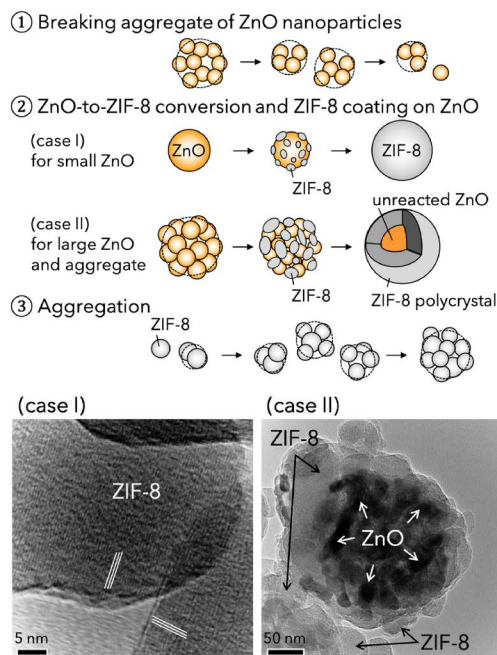 ① Breaking aggregate of ZnO nanoparticles
② ZnO-to-ZIF-8 conversion and ZIF-8 coating on ZnO
(case I)
for small ZnO
ZnO
ZIF-8
ZIF-8
(case II)
for large ZnO
and aggregate
ZIF-8
unreacted ZnO
ZIF-8 polycrystal
③ Aggregation
ZIF-8
(case I)
ZIF-8
5 nm
(case II)
ZIF-8
ZnO
50 nm
ZIF-8